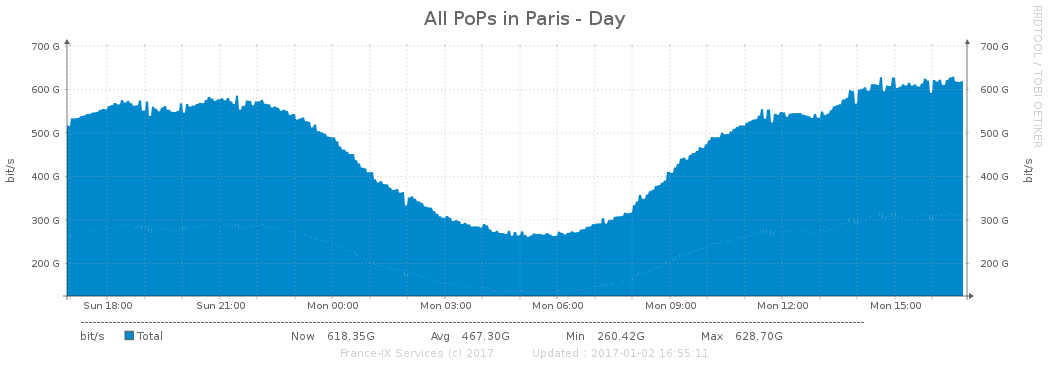 All PoPs in Paris - Day
RRDTOOL / TOBI OETIKER
700 G 700 G
600 G 600 G
500 G 500 G
400 G 400 G
300 G 300 G
200 G 200 G
bit/s bit/s
Sun 18:00 Sun 21:00 Mon 00:00 Mon 03:00 Mon 06:00 Mon 09:00 Mon 12:00 Mon 15:00
bit/s Total Now 618.35G Avg 467.30G Min 260.42G Max 628.70G
France-IX Services (c) 2017 Updated : 2017-01-02 16:55:11